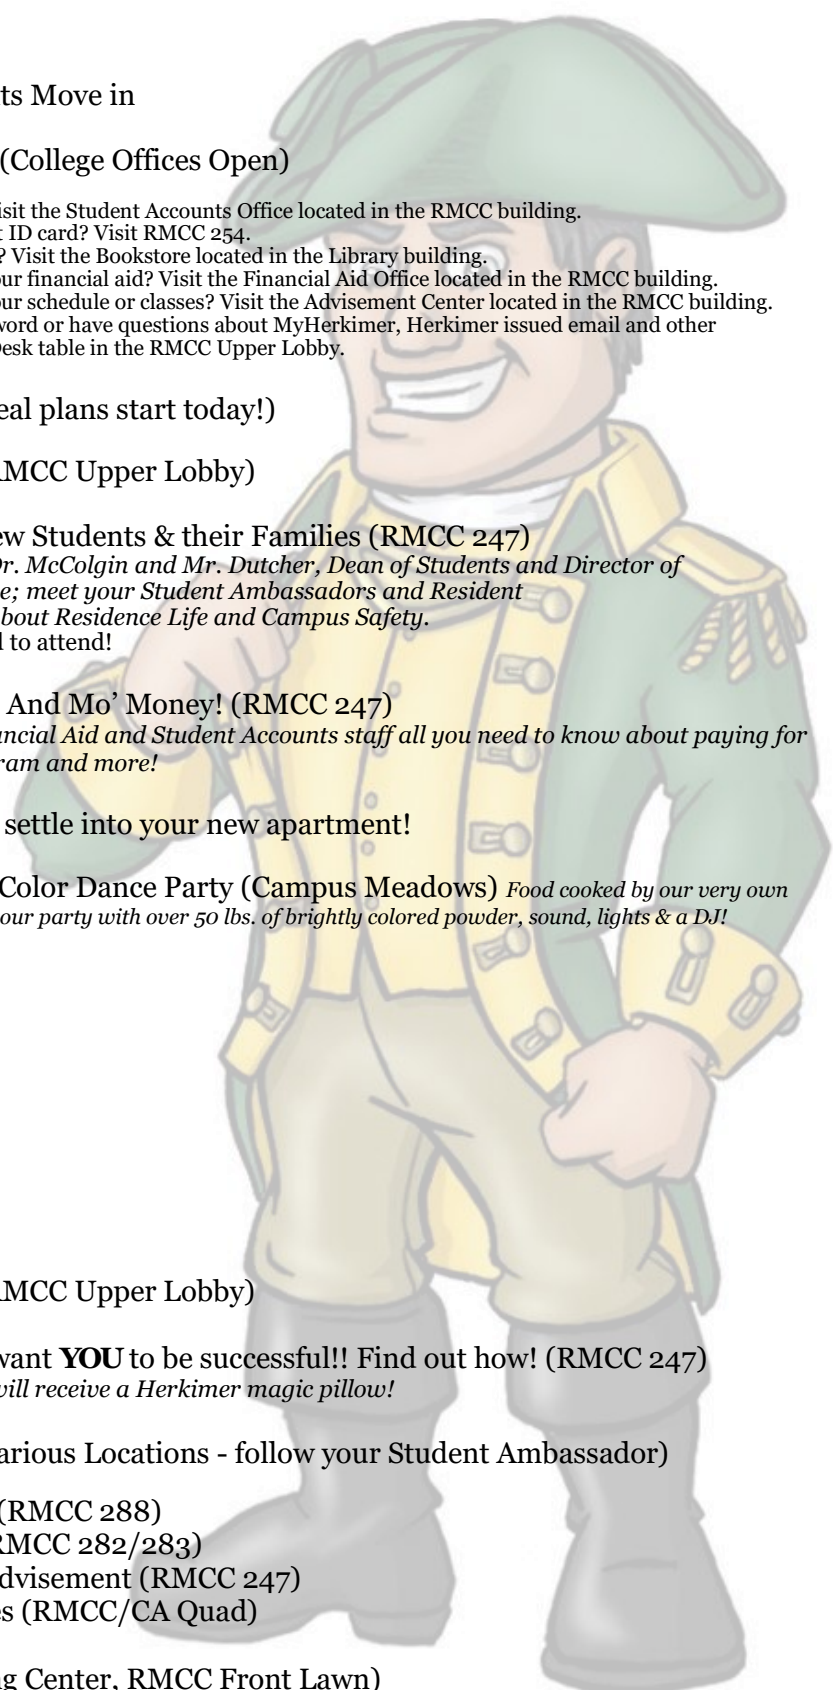 ts Move in
(College Offices Open)
isit the Student Accounts Office located in the RMCC building.
t ID card? Visit RMCC 254.
? Visit the Bookstore located in the Library building.
ur financial aid? Visit the Financial Aid Office located in the RMCC building.
ur schedule or classes? Visit the Advisement Center located in the RMCC building.
word or have questions about MyHerkimer, Herkimer issued email and other
Desk table in the RMCC Upper Lobby.
eal plans start today!)
RMCC Upper Lobby)
ew Students & their Families (RMCC 247)
Dr. McColgin and Mr. Dutcher, Dean of Students and Director of
e; meet your Student Ambassadors and Resident
bout Residence Life and Campus Safety.
d to attend!
And Mo’ Money! (RMCC 247)
ancial Aid and Student Accounts staff all you need to know about paying for
ram and more!
settle into your new apartment!
Color Dance Party (Campus Meadows) Food cooked by our very own
our party with over 50 lbs. of brightly colored powder, sound, lights & a DJ!
RMCC Upper Lobby)
want YOU to be successful!! Find out how! (RMCC 247)
will receive a Herkimer magic pillow!
arious Locations - follow your Student Ambassador)
(RMCC 288)
RMCC 282/283)
dvisement (RMCC 247)
es (RMCC/CA Quad)
ng Center, RMCC Front Lawn)